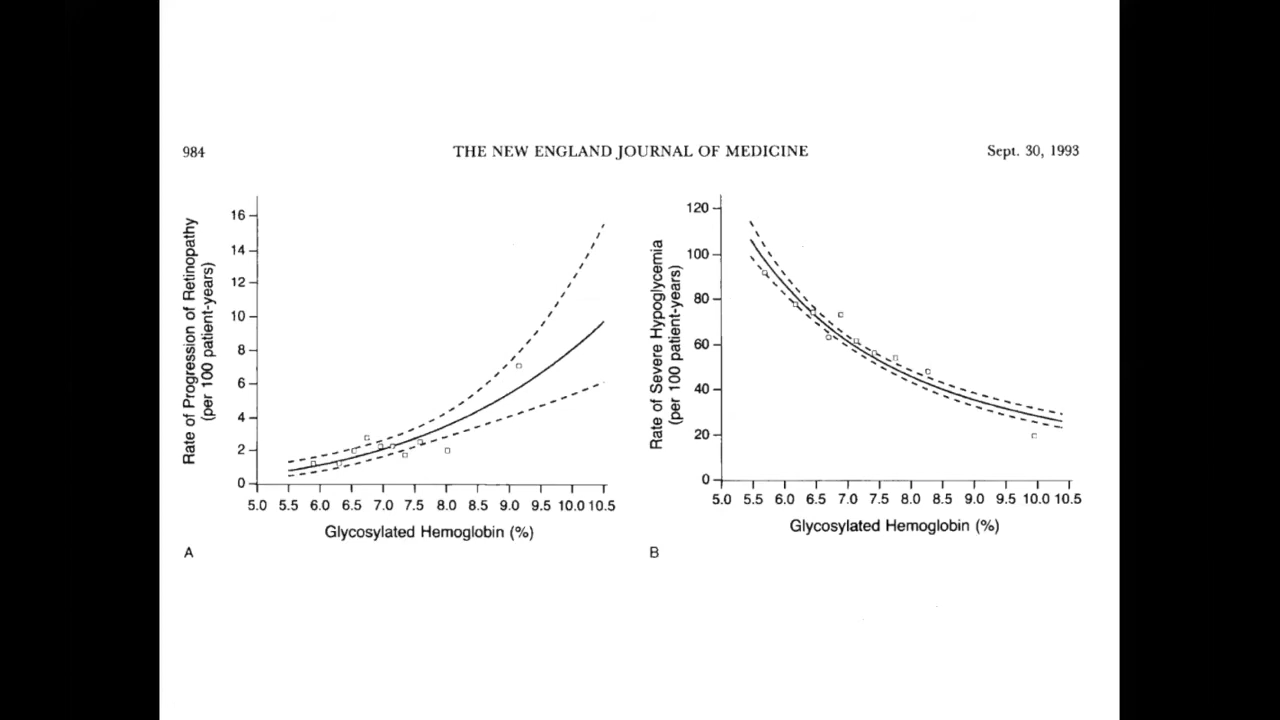 984 THE NEW ENGLAND JOURNAL OF MEDICINE Sept. 30, 1993
Rate of Progression of Retinopathy
(per 100 patient-years)
16
14
12
10
8
6
4
2
0
5.0 5.5 6.0 6.5 7.0 7.5 8.0 8.5 9.0 9.5 10.0 10.5
Glycosylated Hemoglobin (%)
A
Rate of Severe Hypoglycemia
(per 100 patient-years)
120
100
80
60
40
20
0
5.0 5.5 6.0 6.5 7.0 7.5 8.0 8.5 9.0 9.5 10.0 10.5
Glycosylated Hemoglobin (%)
B